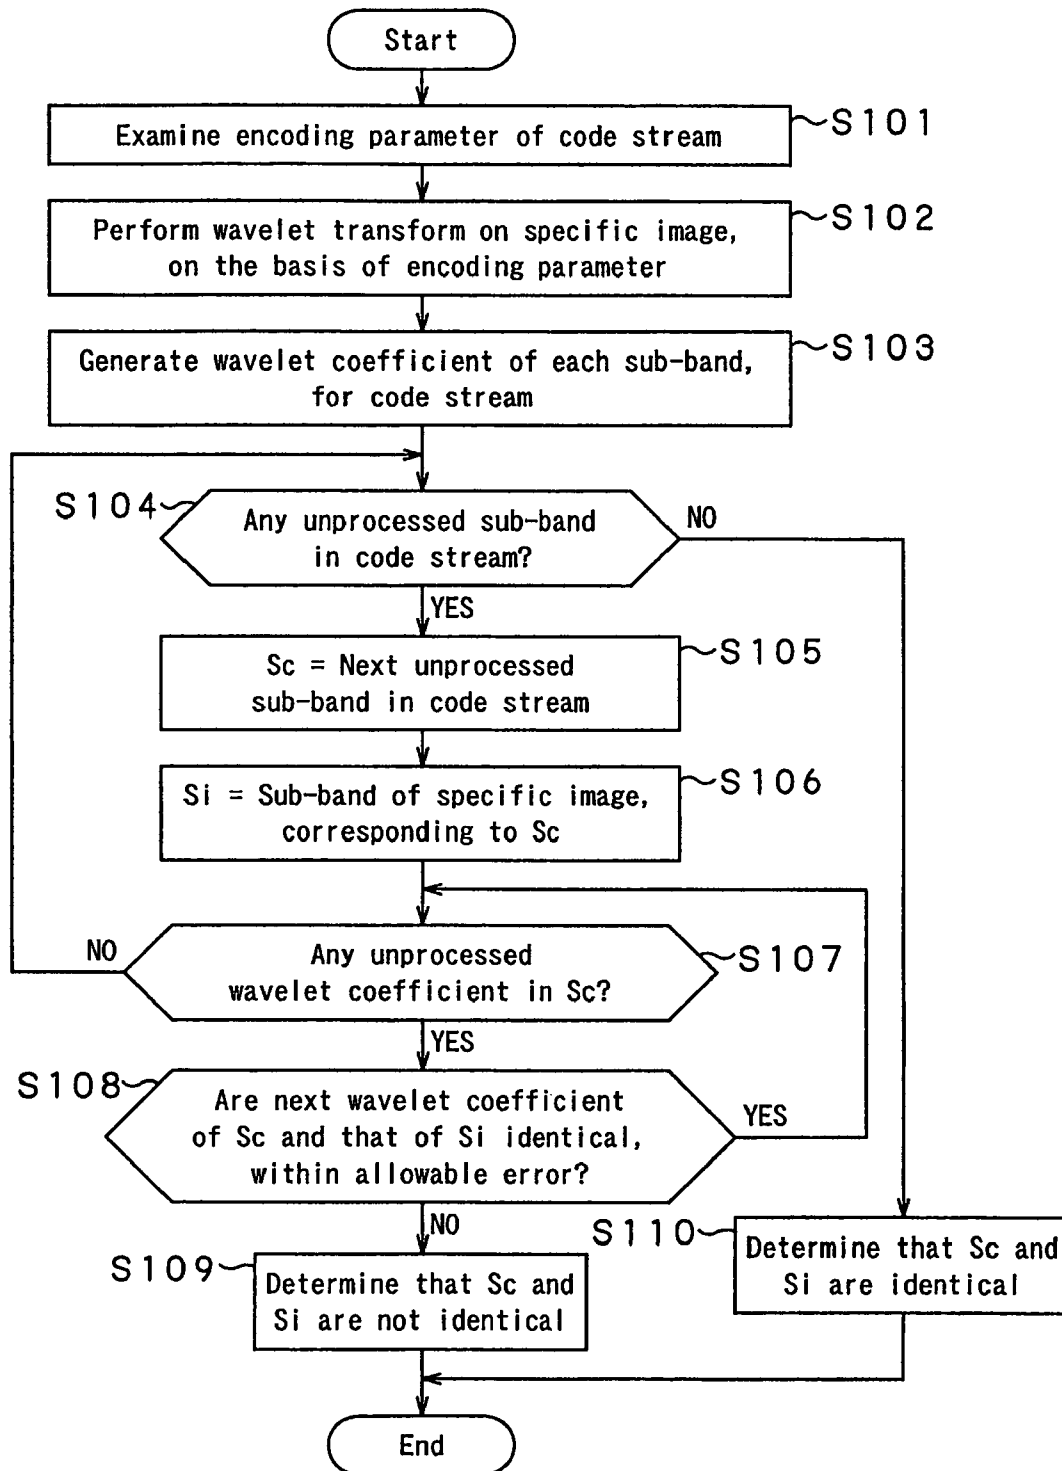 Start
Examine encoding parameter of code stream
S101
Perform wavelet transform on specific image,
on the basis of encoding parameter
S102
Generate wavelet coefficient of each sub-band,
for code stream
S103
S104
Any unprocessed sub-band
in code stream?
NO
YES
Sc = Next unprocessed
sub-band in code stream
S105
Si = Sub-band of specific image,
corresponding to Sc
S106
NO
Any unprocessed
wavelet coefficient in Sc?
S107
YES
S108
Are next wavelet coefficient
of Sc and that of Si identical,
within allowable error?
YES
NO
S109
Determine that Sc and
Si are not identical
S110
Determine that Sc and
Si are identical
End